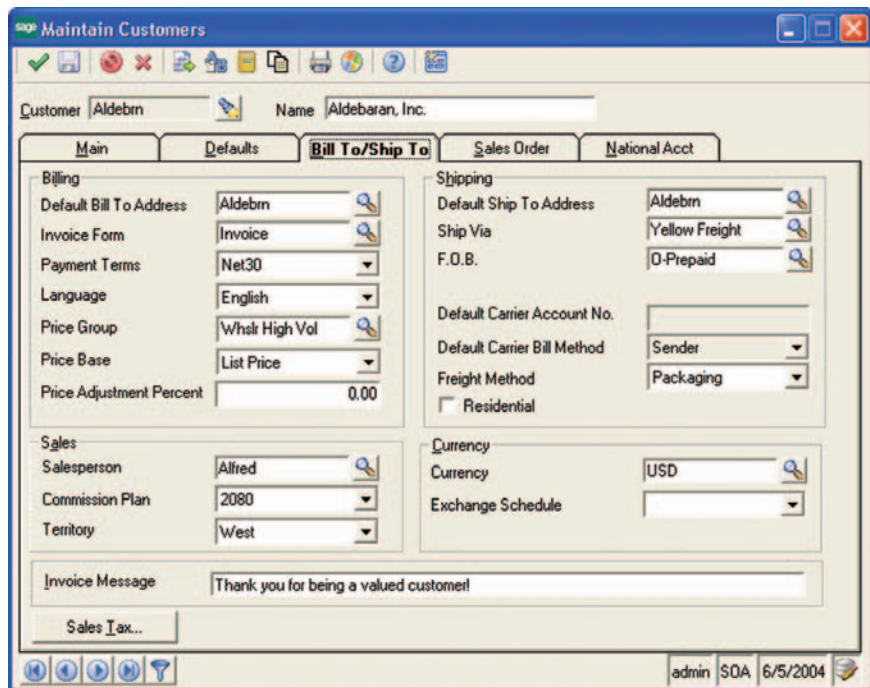 sage Maintain Customers
Customer Aldebrn Name Aldebaran, Inc.
Main Defaults Bill To/Ship To Sales Order National Acct
Billing
Default Bill To Address Aldebrn
Invoice Form Invoice
Payment Terms Net30
Language English
Price Group Whslr High Vol
Price Base List Price
Price Adjustment Percent 0.00
Shipping
Default Ship To Address Aldebrn
Ship Via Yellow Freight
F.O.B. O-Prepaid
Default Carrier Account No.
Default Carrier Bill Method Sender
Freight Method Packaging
Residential
Sales
Salesperson Alfred
Commission Plan 2080
Territory West
Currency
Currency USD
Exchange Schedule
Invoice Message Thank you for being a valued customer!
Sales Tax...
admin SOA 6/5/2004